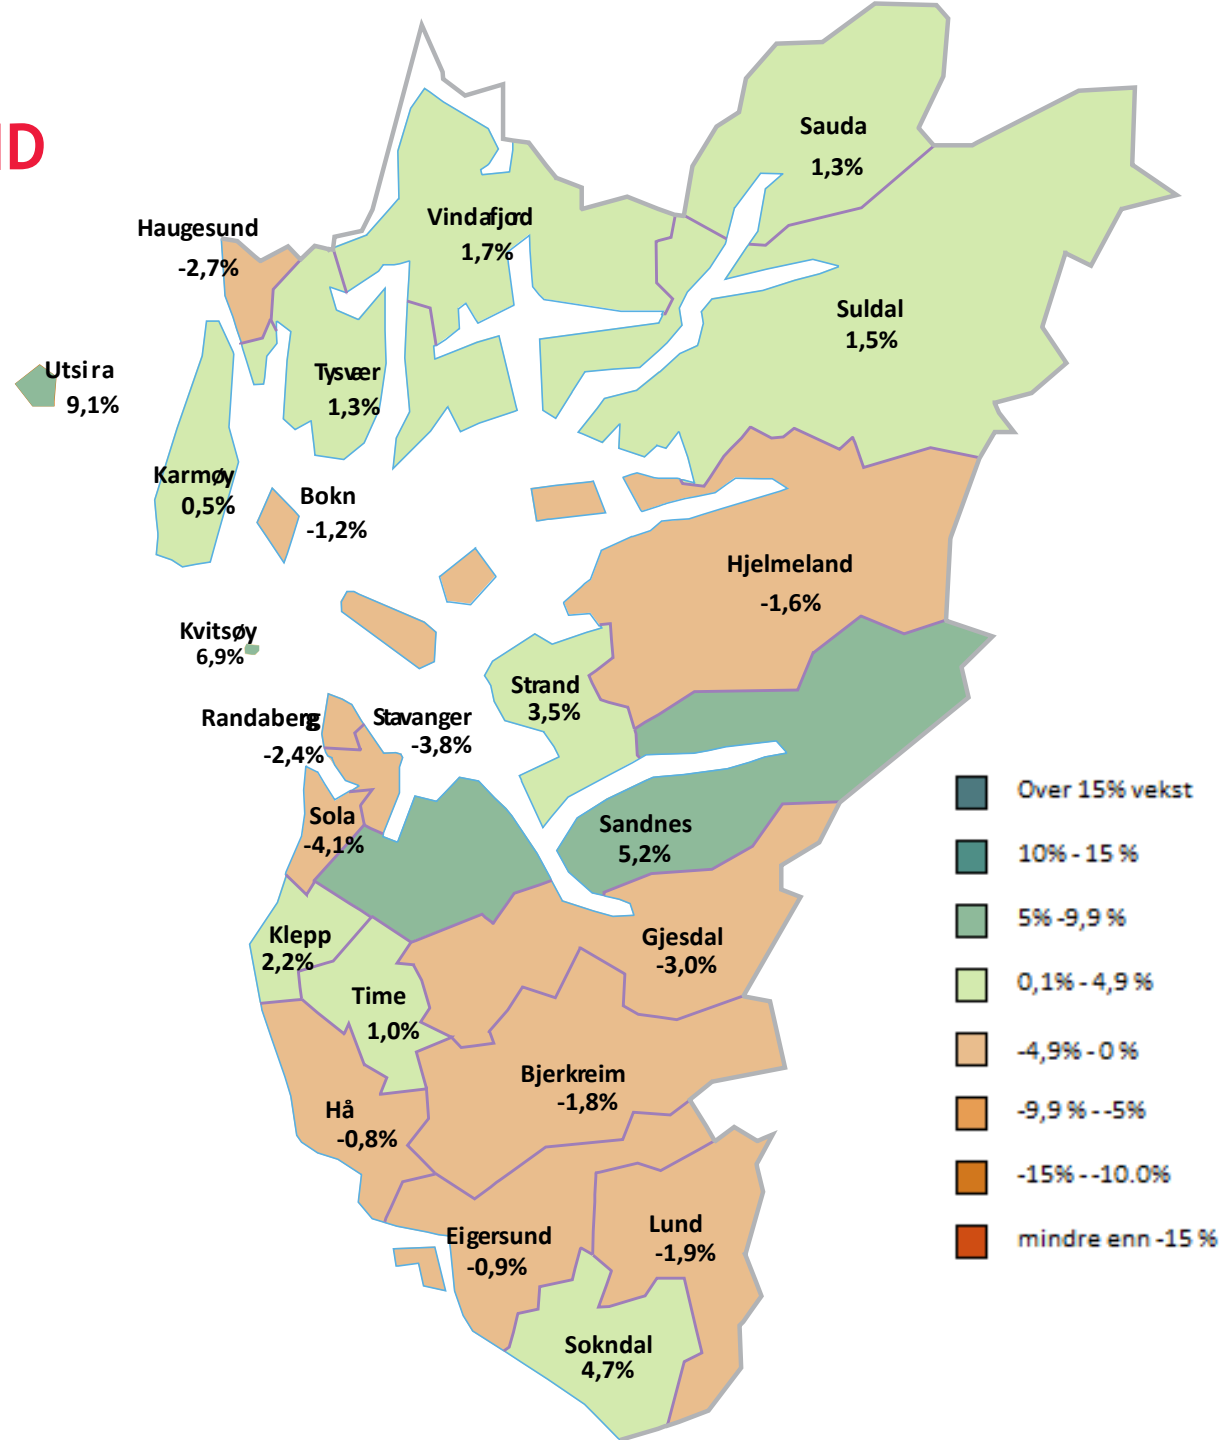 Sauda
1,3%
Haugesund
-2,7%
Vindafjord
1,7%
Suldal
1,5%
Utsira
9,1%
Tysvær
1,3%
Karmøy
0,5%
Bokn
-1,2%
Hjelmeland
-1,6%
Kvitsøy
6,9%
Strand
3,5%
Randaberg
-2,4%
Stavanger
-3,8%
Sola
-4,1%
Sandnes
5,2%
Klepp
2,2%
Gjesdal
-3,0%
Time
1,0%
Bjerkreim
-1,8%
Hå
-0,8%
Eigersund
-0,9%
Lund
-1,9%
Sokndal
4,7%
Over 15% vekst
10% - 15 %
5% -9,9 %
0,1% - 4,9 %
-4,9% - 0 %
-9,9 % - -5%
-15% - -10.0%
mindre enn -15 %